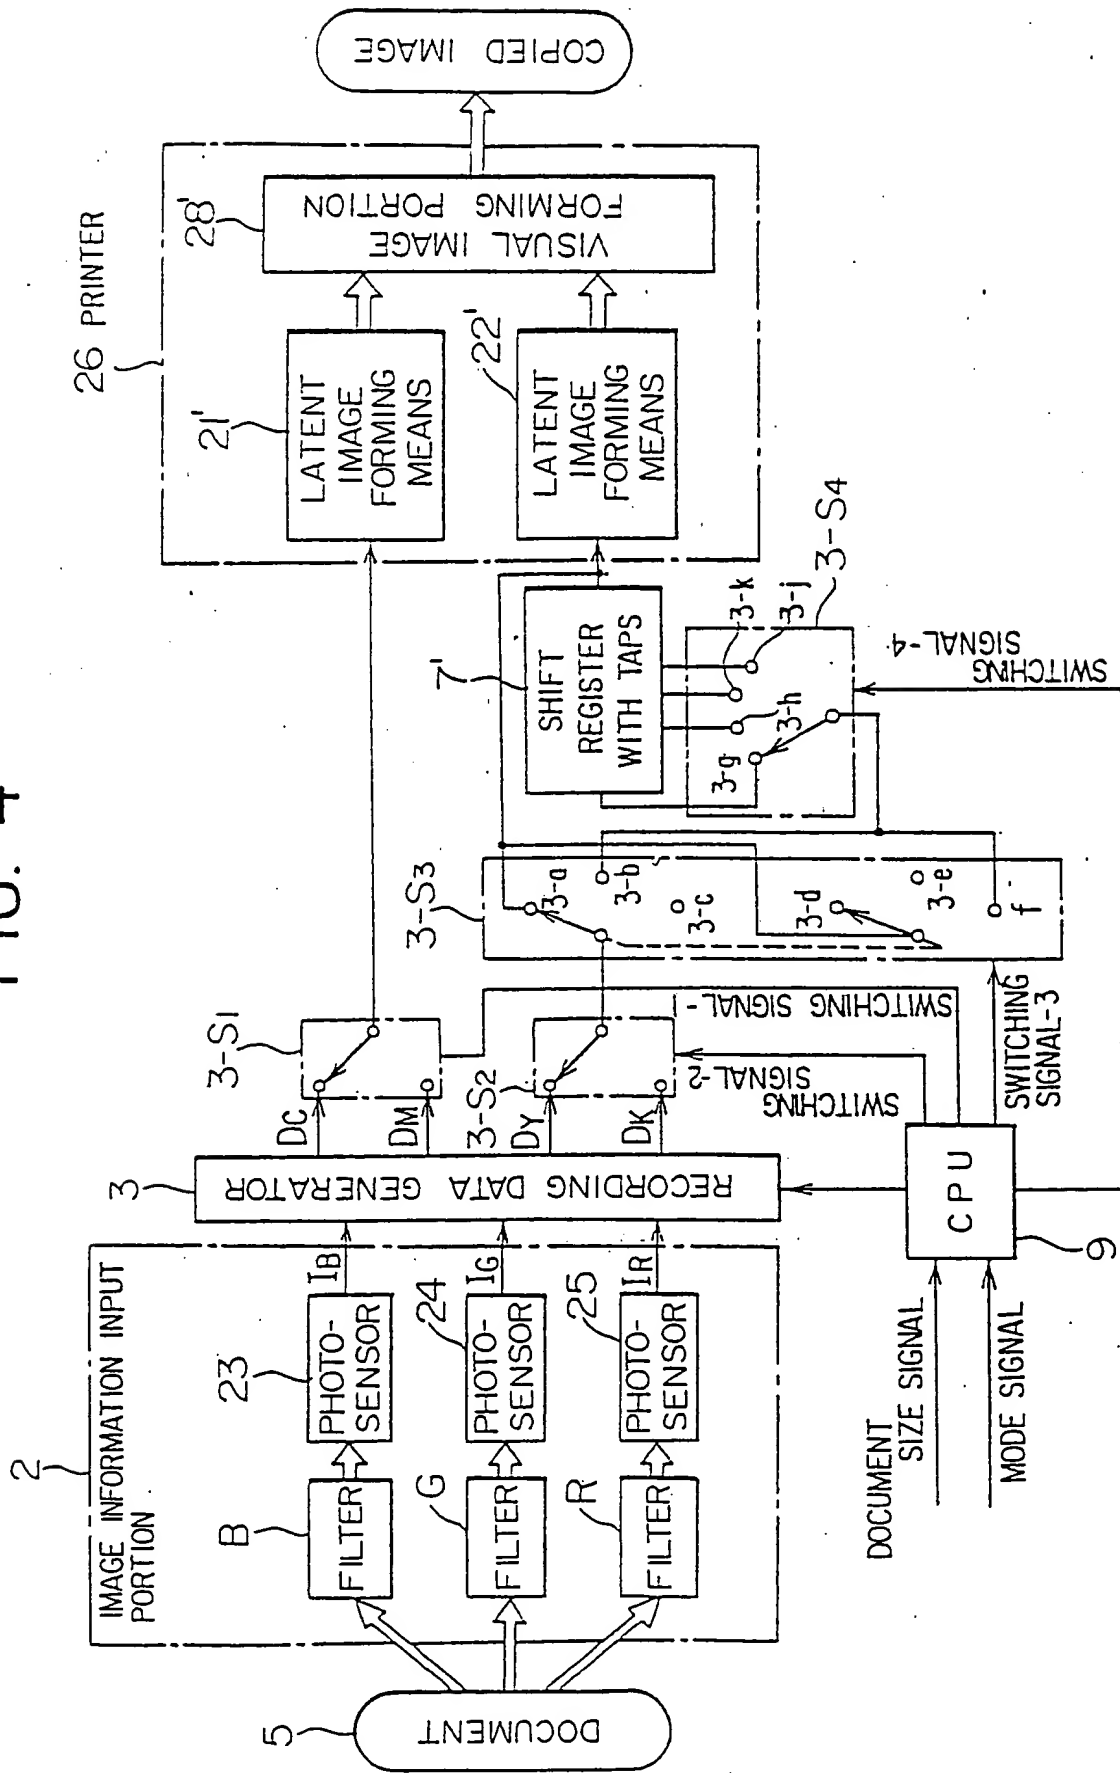 FIG. 4
5
DOCUMENT
2
IMAGE INFORMATION INPUT
PORTION
B
FILTER
G
FILTER
R
FILTER
23
PHOTO-
SENSOR
24
PHOTO-
SENSOR
25
PHOTO-
SENSOR
IB
IG
IR
3
RECORDING DATA GENERATOR
DC
DM
DY
DK
3-S1
3-S2
3-S3
3-a
3-b
3-c
3-d
3-e
f
SWITCHING
SIGNAL-2
SWITCHING SIGNAL-1
SWITCHING
SIGNAL-3
DOCUMENT
SIZE SIGNAL
MODE SIGNAL
CPU
9
7'
SHIFT
REGISTER
WITH TAPS
3-g
3-h
3-k
3-j
3-S4
SWITCHING
SIGNAL-4
26 PRINTER
21'
LATENT
IMAGE
FORMING
MEANS
22'
LATENT
IMAGE
FORMING
MEANS
28'
VISUAL IMAGE
FORMING PORTION
COPIED IMAGE